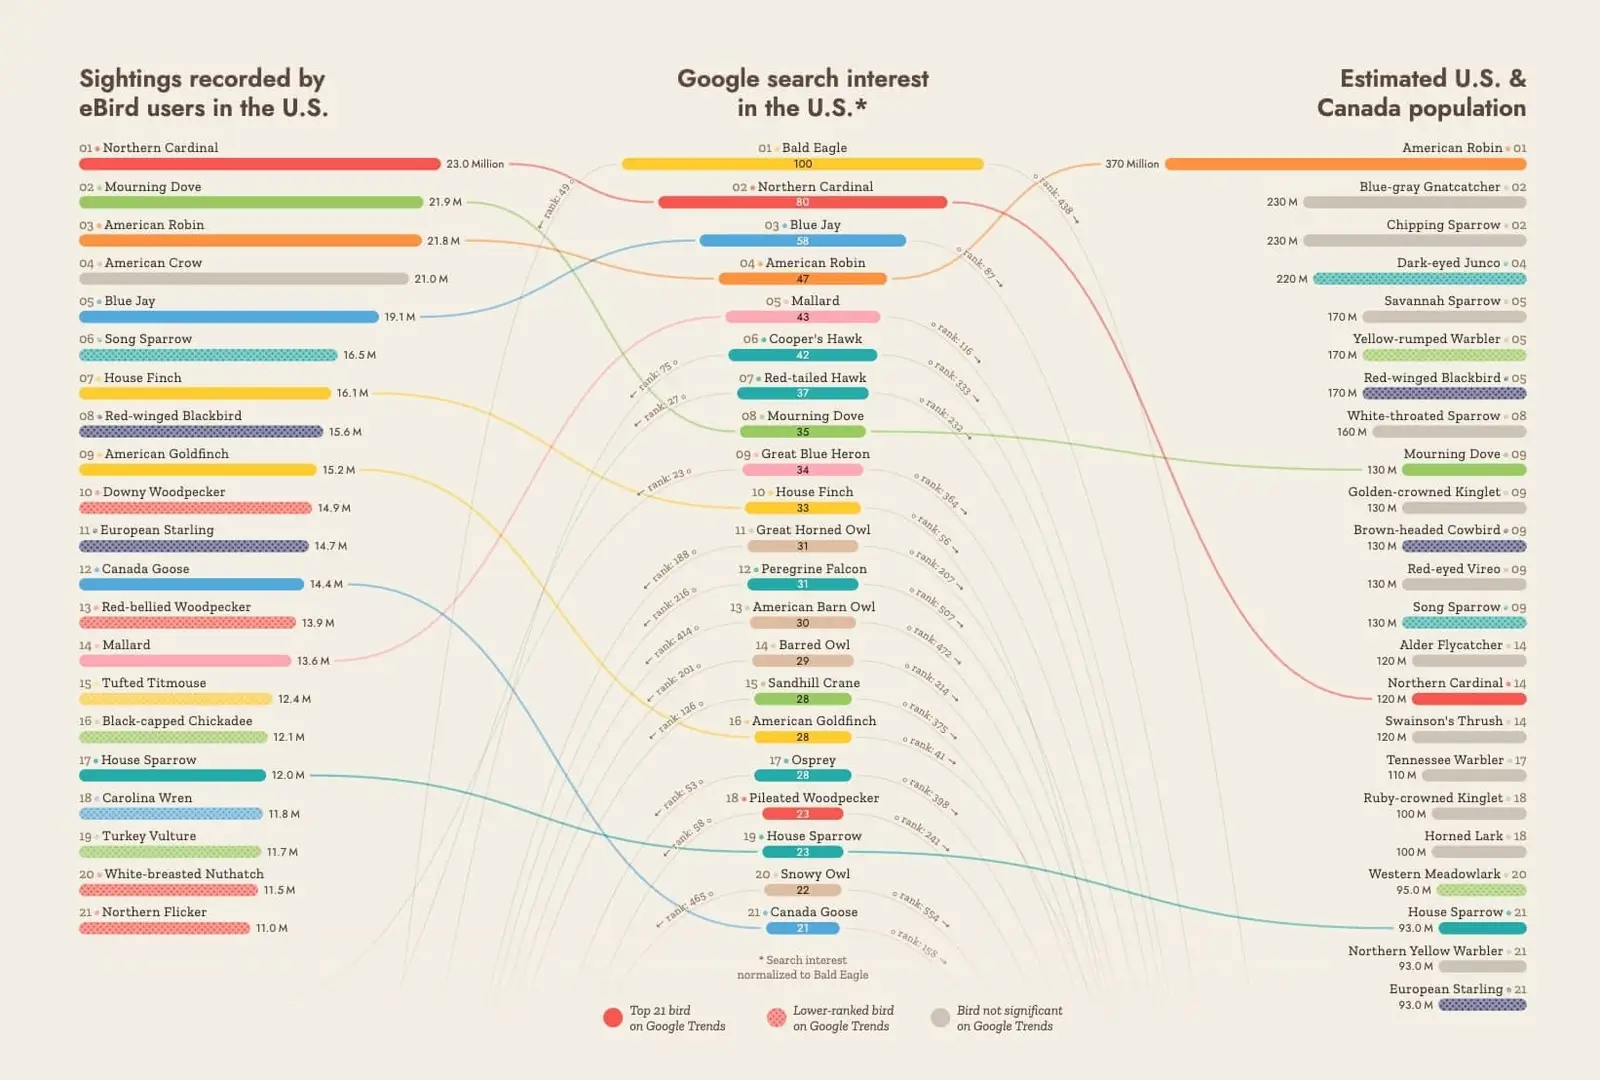 Sightings recorded by
eBird users in the U.S.
01 Northern Cardinal
23.0 Million
02 Mourning Dove
21.9 M
03 American Robin
21.8 M
04 American Crow
21.0 M
05 Blue Jay
19.1 M
06 Song Sparrow
16.5 M
07 House Finch
16.1 M
08 Red-winged Blackbird
15.6 M
09 American Goldfinch
15.2 M
10 Downy Woodpecker
14.9 M
11 European Starling
14.7 M
12 Canada Goose
14.4 M
13 Red-bellied Woodpecker
13.9 M
14 Mallard
13.6 M
15 Tufted Titmouse
12.4 M
16 Black-capped Chickadee
12.1 M
17 House Sparrow
12.0 M
18 Carolina Wren
11.8 M
19 Turkey Vulture
11.7 M
20 White-breasted Nuthatch
11.5 M
21 Northern Flicker
11.0 M
Google search interest
in the U.S.*
01 Bald Eagle
100
rank: 49
rank: 438
02 Northern Cardinal
80
03 Blue Jay
58
rank: 87
04 American Robin
47
05 Mallard
43
rank: 116
06 Cooper's Hawk
42
rank: 75
rank: 333
07 Red-tailed Hawk
37
rank: 27
rank: 232
08 Mourning Dove
35
09 Great Blue Heron
34
rank: 23
rank: 364
10 House Finch
33
rank: 56
11 Great Horned Owl
31
rank: 188
rank: 207
12 Peregrine Falcon
31
rank: 216
rank: 507
13 American Barn Owl
30
rank: 414
rank: 472
14 Barred Owl
29
rank: 201
rank: 214
15 Sandhill Crane
28
rank: 126
rank: 375
16 American Goldfinch
28
rank: 41
17 Osprey
28
rank: 53
rank: 398
18 Pileated Woodpecker
23
rank: 58
rank: 241
19 House Sparrow
23
20 Snowy Owl
22
rank: 465
rank: 554
21 Canada Goose
21
rank: 158
* Search interest
normalized to Bald Eagle
Estimated U.S. &
Canada population
American Robin 01
370 Million
Blue-gray Gnatcatcher 02
230 M
Chipping Sparrow 02
230 M
Dark-eyed Junco 04
220 M
Savannah Sparrow 05
170 M
Yellow-rumped Warbler 05
170 M
Red-winged Blackbird 05
170 M
White-throated Sparrow 08
160 M
Mourning Dove 09
130 M
Golden-crowned Kinglet 09
130 M
Brown-headed Cowbird 09
130 M
Red-eyed Vireo 09
130 M
Song Sparrow 09
130 M
Alder Flycatcher 14
120 M
Northern Cardinal 14
120 M
Swainson's Thrush 14
120 M
Tennessee Warbler 17
110 M
Ruby-crowned Kinglet 18
100 M
Horned Lark 18
100 M
Western Meadowlark 20
95.0 M
House Sparrow 21
93.0 M
Northern Yellow Warbler 21
93.0 M
European Starling 21
93.0 M
Top 21 bird
on Google Trends
Lower-ranked bird
on Google Trends
Bird not significant
on Google Trends